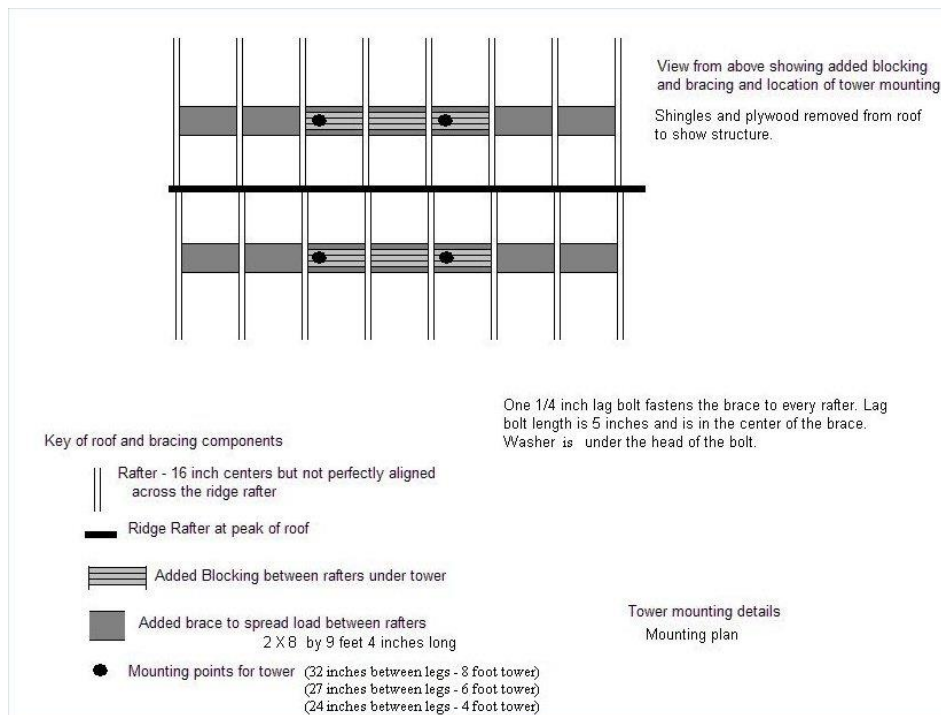 View from above showing added blocking
and bracing and location of tower mounting
Shingles and plywood removed from roof
to show structure.
One 1/4 inch lag bolt fastens the brace to every rafter. Lag
bolt length is 5 inches and is in the center of the brace.
Washer is under the head of the bolt.
Key of roof and bracing components
Rafter - 16 inch centers but not perfectly aligned
across the ridge rafter
Ridge Rafter at peak of roof
Added Blocking between rafters under tower
Added brace to spread load between rafters
2 X 8 by 9 feet 4 inches long
Mounting points for tower (32 inches between legs - 8 foot tower)
(27 inches between legs - 6 foot tower)
(24 inches between legs - 4 foot tower)
Tower mounting details
Mounting plan